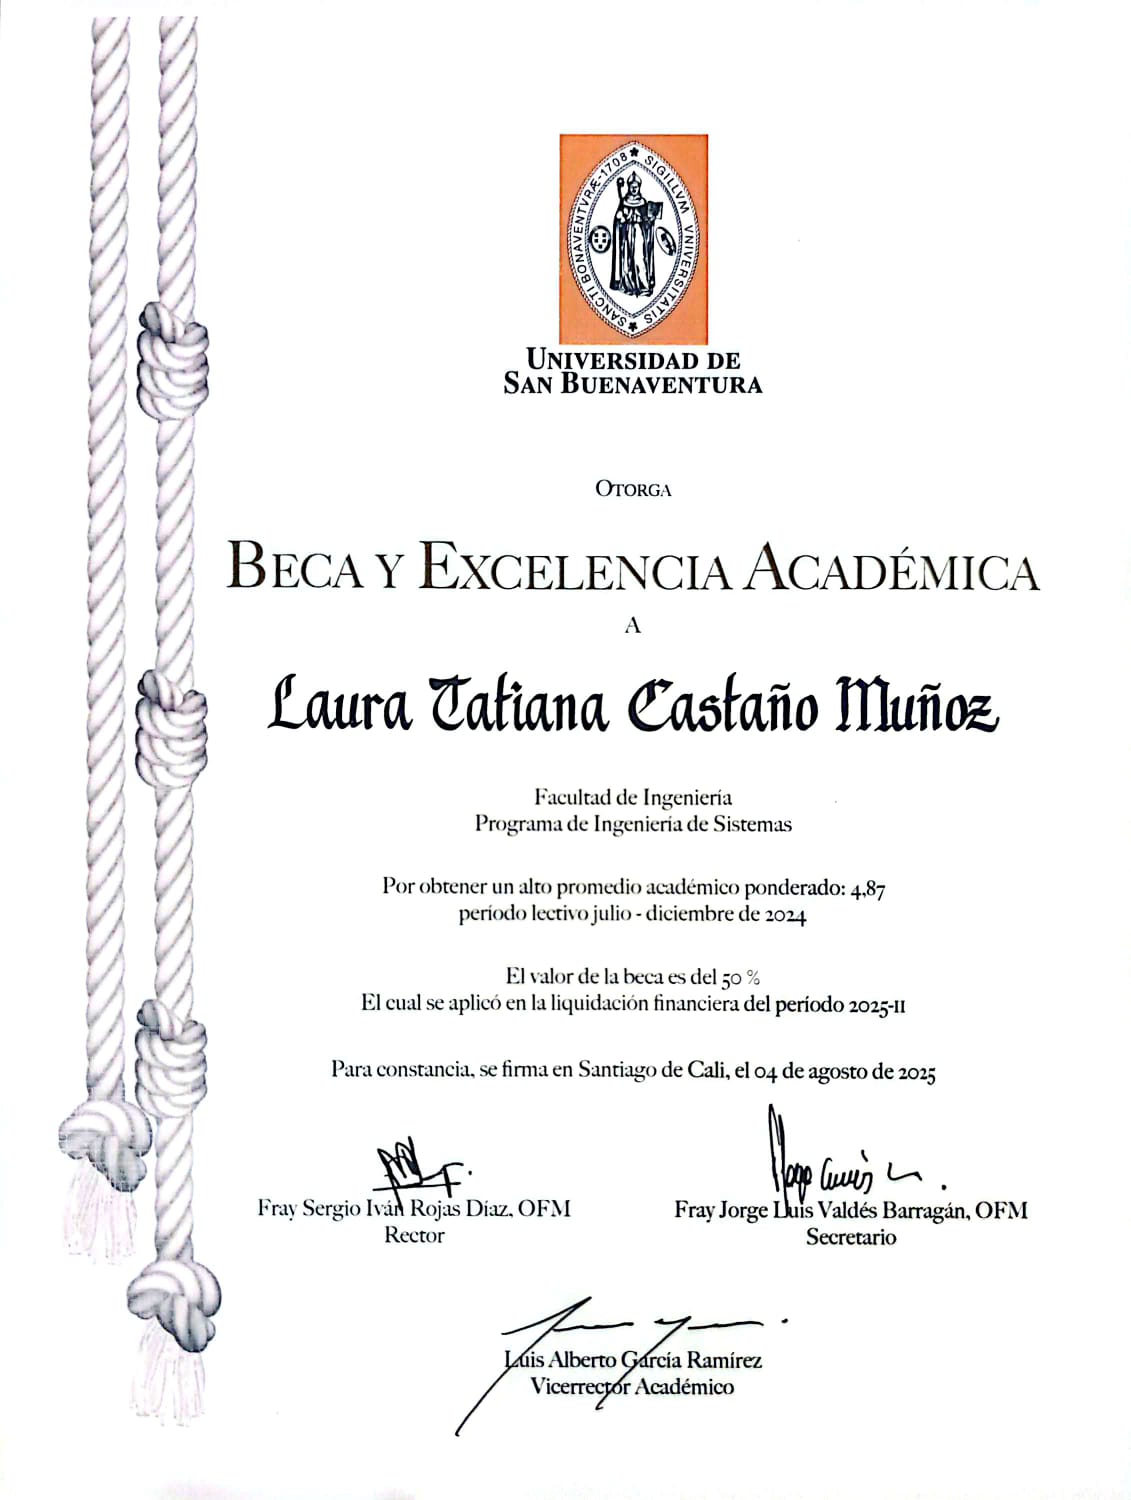 SIGILLVM VNIVERSITATIS SANCTI BONAVENTVRÆ-1708
UNIVERSIDAD DE
SAN BUENAVENTURA
OTORGA
BECA Y EXCELENCIA ACADÉMICA
A
Laura Tatiana Castaño Muñoz
Facultad de Ingeniería
Programa de Ingeniería de Sistemas
Por obtener un alto promedio académico ponderado: 4,87
período lectivo julio - diciembre de 2024
El valor de la beca es del 50 %
El cual se aplicó en la liquidación financiera del período 2025-II
Para constancia, se firma en Santiago de Cali, el 04 de agosto de 2025
Fray Sergio Iván Rojas Díaz, OFM
Rector
Fray Jorge Luis Valdés Barragán, OFM
Secretario
Luis Alberto García Ramírez
Vicerrector Académico